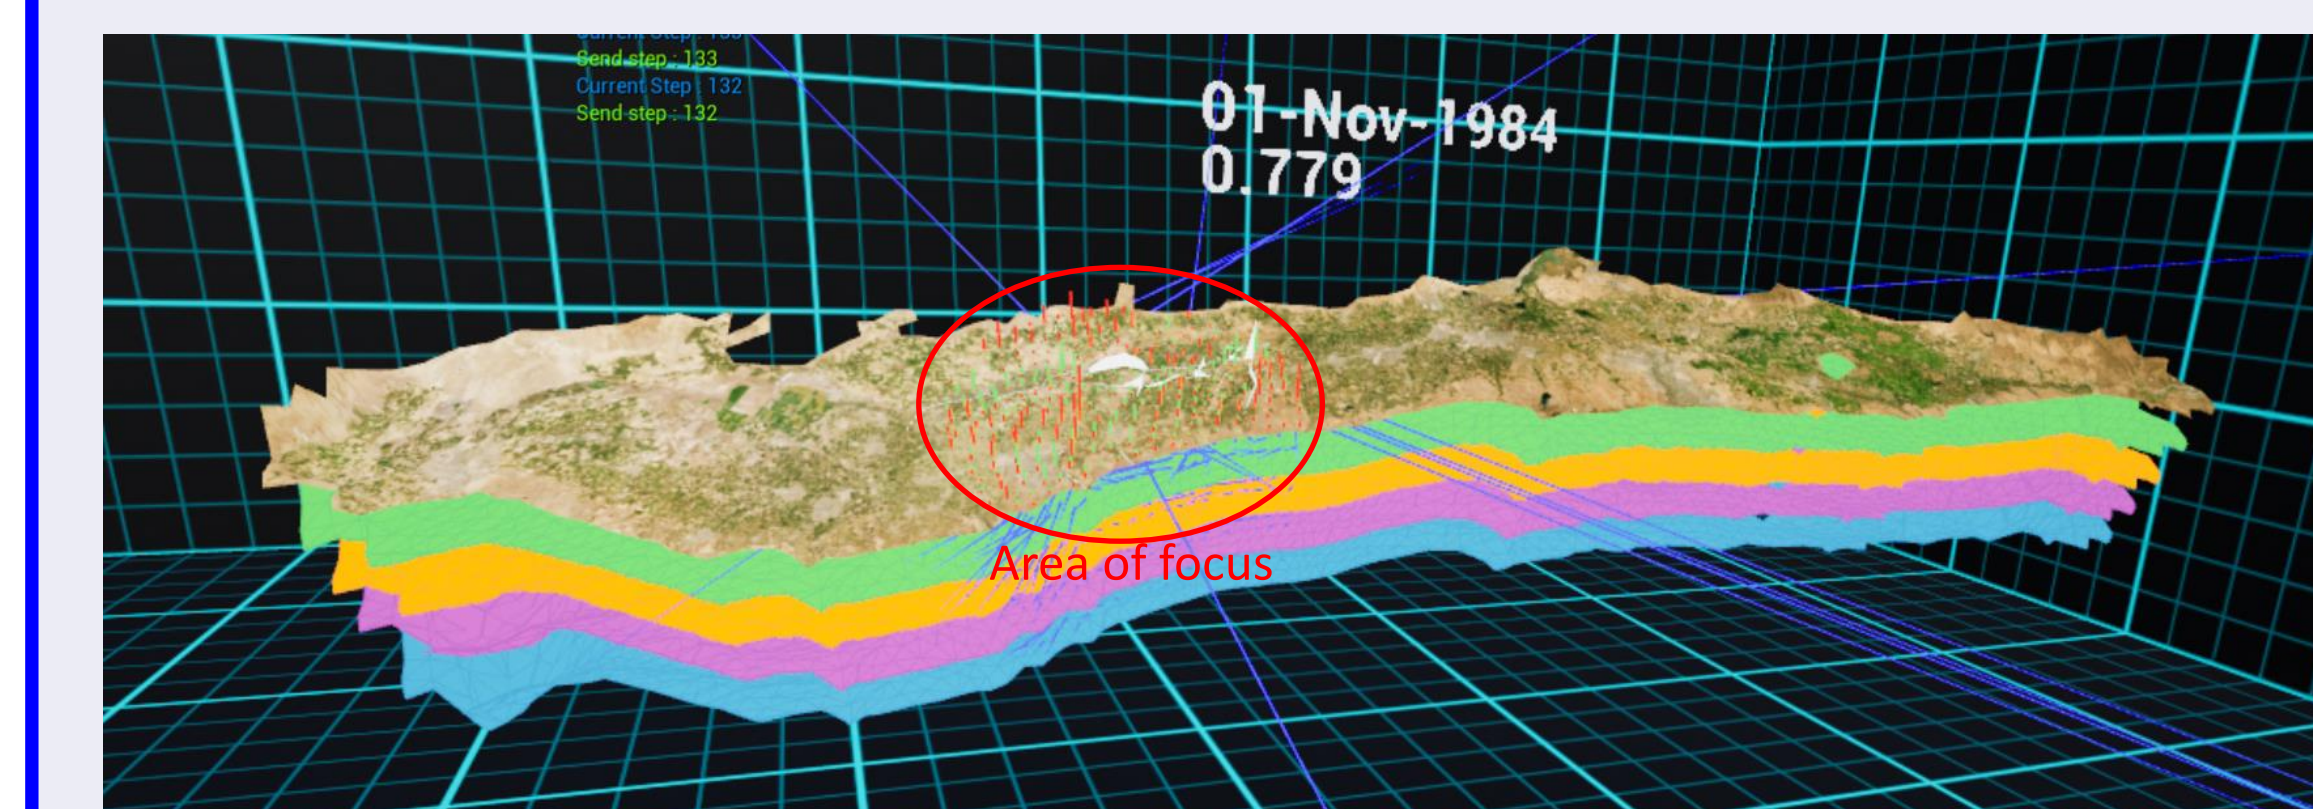 Send step : 133
Current Step : 132
Send step : 132
01-Nov-1984
0.779
Area of focus